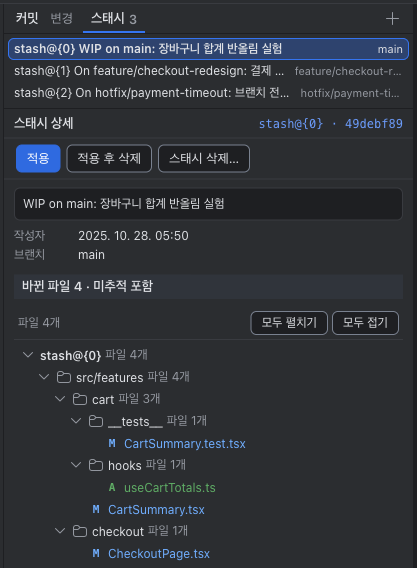 커밋 변경 스태시 3
stash@{0} WIP on main: 장바구니 합계 반올림 실험 main
stash@{1} On feature/checkout-redesign: 결제 ... feature/checkout-r...
stash@{2} On hotfix/payment-timeout: 브랜치 전... hotfix/payment-ti...
스태시 상세 stash@{0} · 49debf89
적용 적용 후 삭제 스태시 삭제...
WIP on main: 장바구니 합계 반올림 실험
작성자 2025. 10. 28. 05:50
브랜치 main
바뀐 파일 4 · 미추적 포함
파일 4개 모두 펼치기 모두 접기
stash@{0} 파일 4개
src/features 파일 4개
cart 파일 3개
__tests__ 파일 1개
M CartSummary.test.tsx
hooks 파일 1개
A useCartTotals.ts
M CartSummary.tsx
checkout 파일 1개
M CheckoutPage.tsx